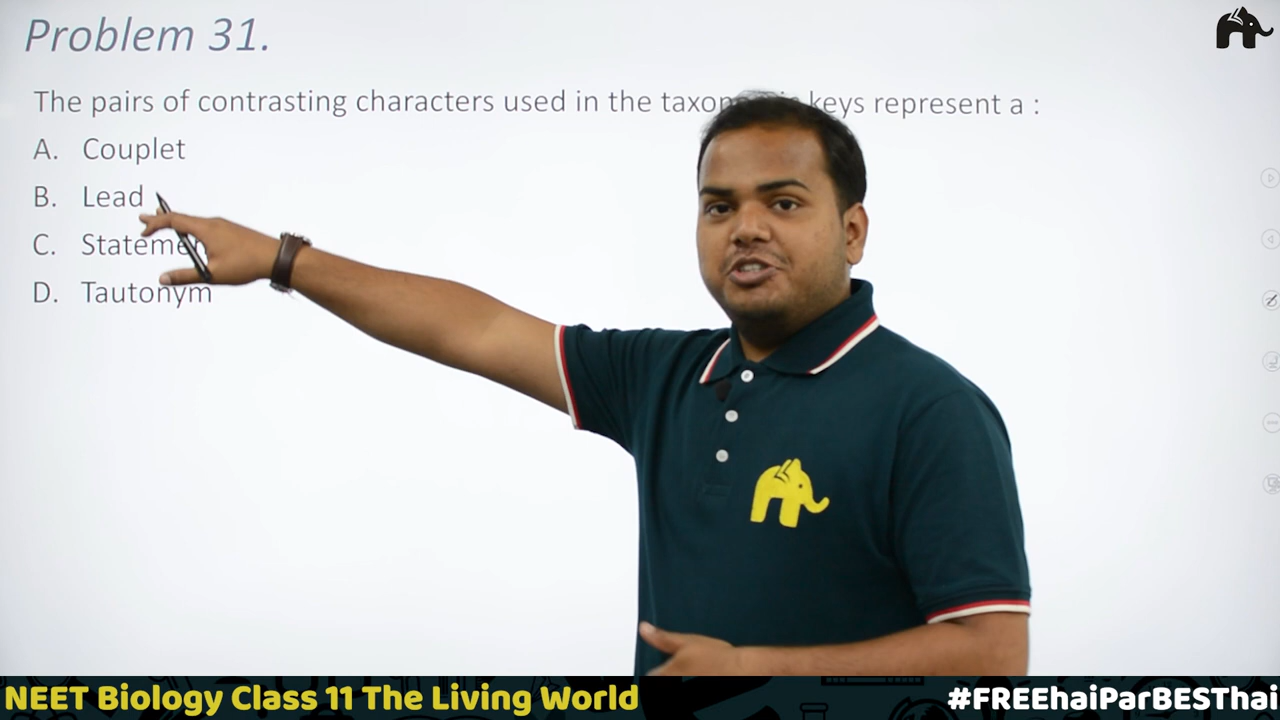 Problem 31.
The pairs of contrasting characters used in the keys represent a :
A. Couplet
B. Lead
C.
D. Tautonym
NEET Biology Class 11 The Living World
#FREEhaiParBESThai